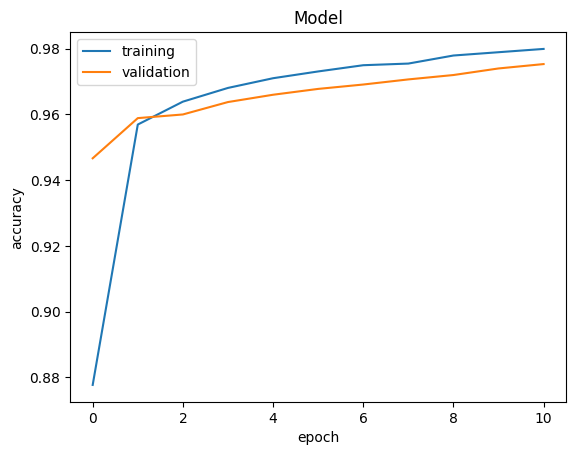 Model
training
validation
0.98
0.96
0.94
0.92
0.90
0.88
accuracy
0 2 4 6 8 10
epoch